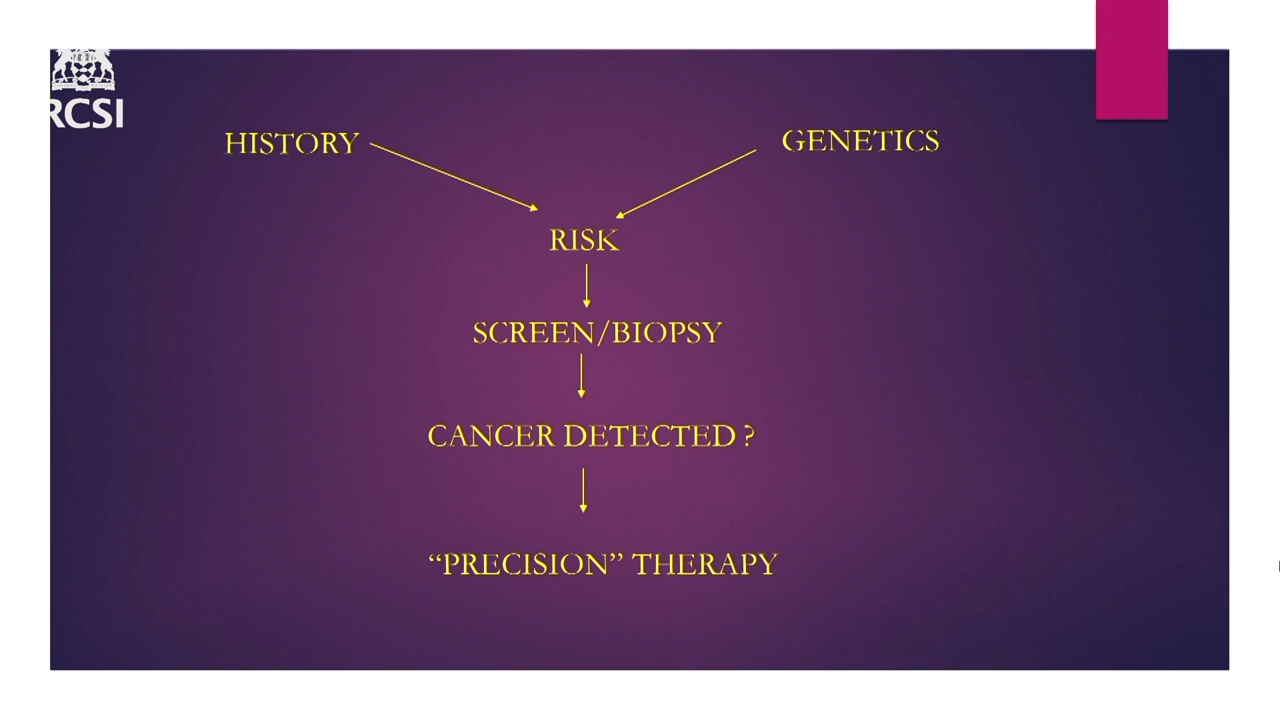 RCSI
HISTORY
GENETICS
RISK
SCREEN/BIOPSY
CANCER DETECTED ?
“PRECISION” THERAPY